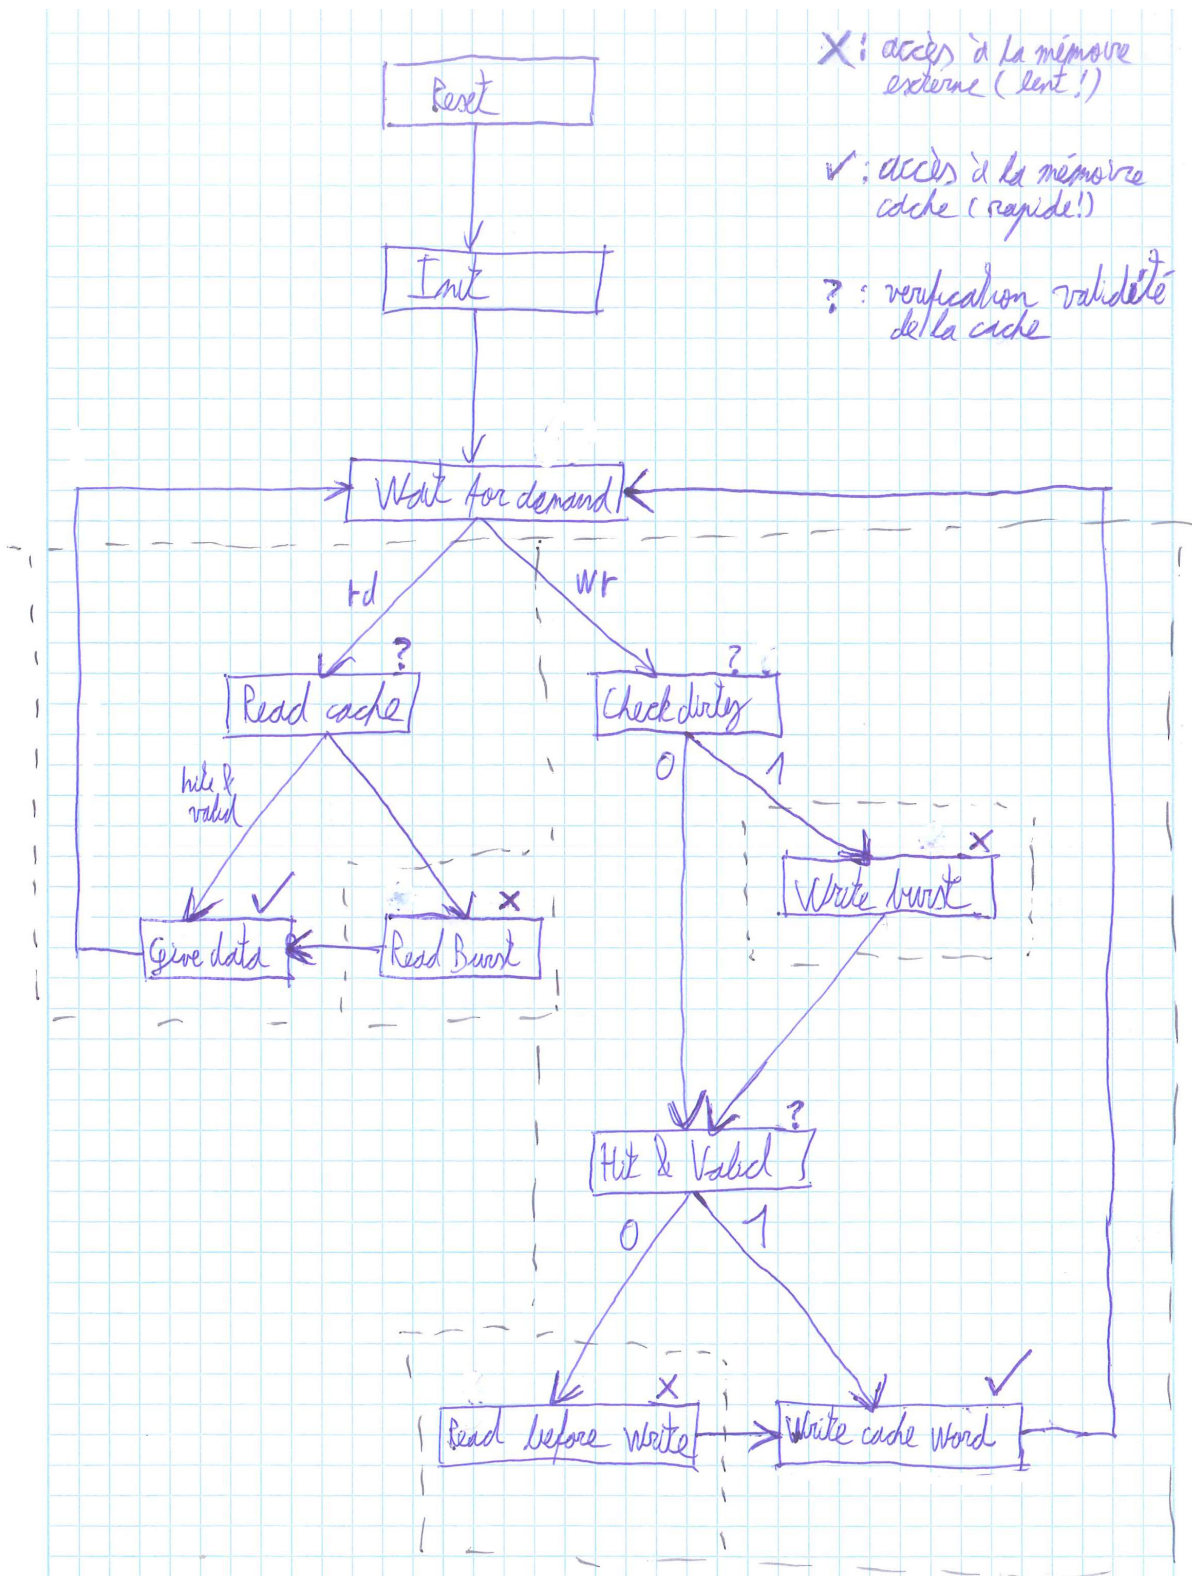 X : accès à la mémoire
externe (lent !)
✓ : accès à la mémoire
cache (rapide!)
? : verification validité
de la cache
Reset
Init
Wait for demand
rd
wr
?
?
Read cache
Check dirty
0
1
hit &
valid
X
Write burst
✓
X
Give data
Read Burst
?
Hit & Valid
0
1
X
✓
Read before Write
Write cache Word